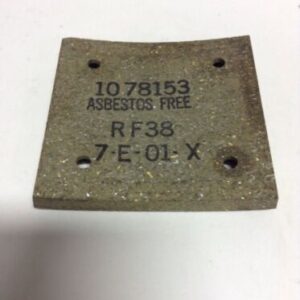 1078153
ASBESTOS FREE
RF38
7-E-01-X